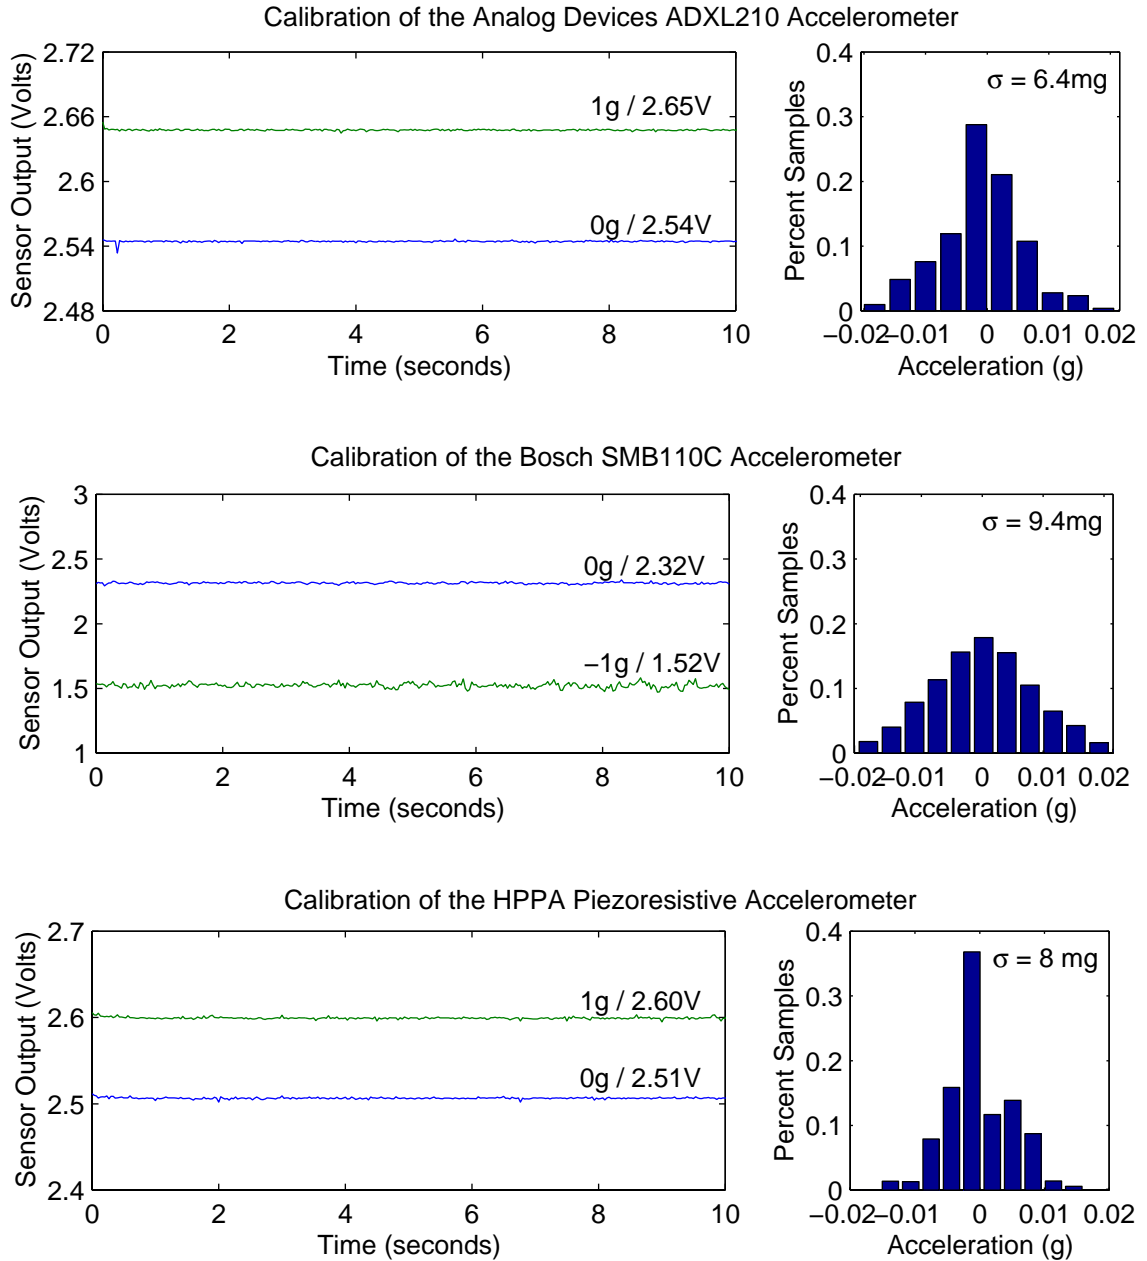 Calibration of the Analog Devices ADXL210 Accelerometer
Sensor Output (Volts)
2.72
2.66
2.6
2.54
2.48
1g / 2.65V
0g / 2.54V
0 2 4 6 8 10
Time (seconds)
Percent Samples
0.4
0.3
0.2
0.1
0
σ = 6.4mg
−0.02 −0.01 0 0.01 0.02
Acceleration (g)
Calibration of the Bosch SMB110C Accelerometer
Sensor Output (Volts)
3
2.5
2
1.5
1
0g / 2.32V
−1g / 1.52V
0 2 4 6 8 10
Time (seconds)
Percent Samples
0.4
0.3
0.2
0.1
0
σ = 9.4mg
−0.02 −0.01 0 0.01 0.02
Acceleration (g)
Calibration of the HPPA Piezoresistive Accelerometer
Sensor Output (Volts)
2.7
2.6
2.5
2.4
1g / 2.60V
0g / 2.51V
0 2 4 6 8 10
Time (seconds)
Percent Samples
0.4
0.3
0.2
0.1
0
σ = 8 mg
−0.02 −0.01 0 0.01 0.02
Acceleration (g)